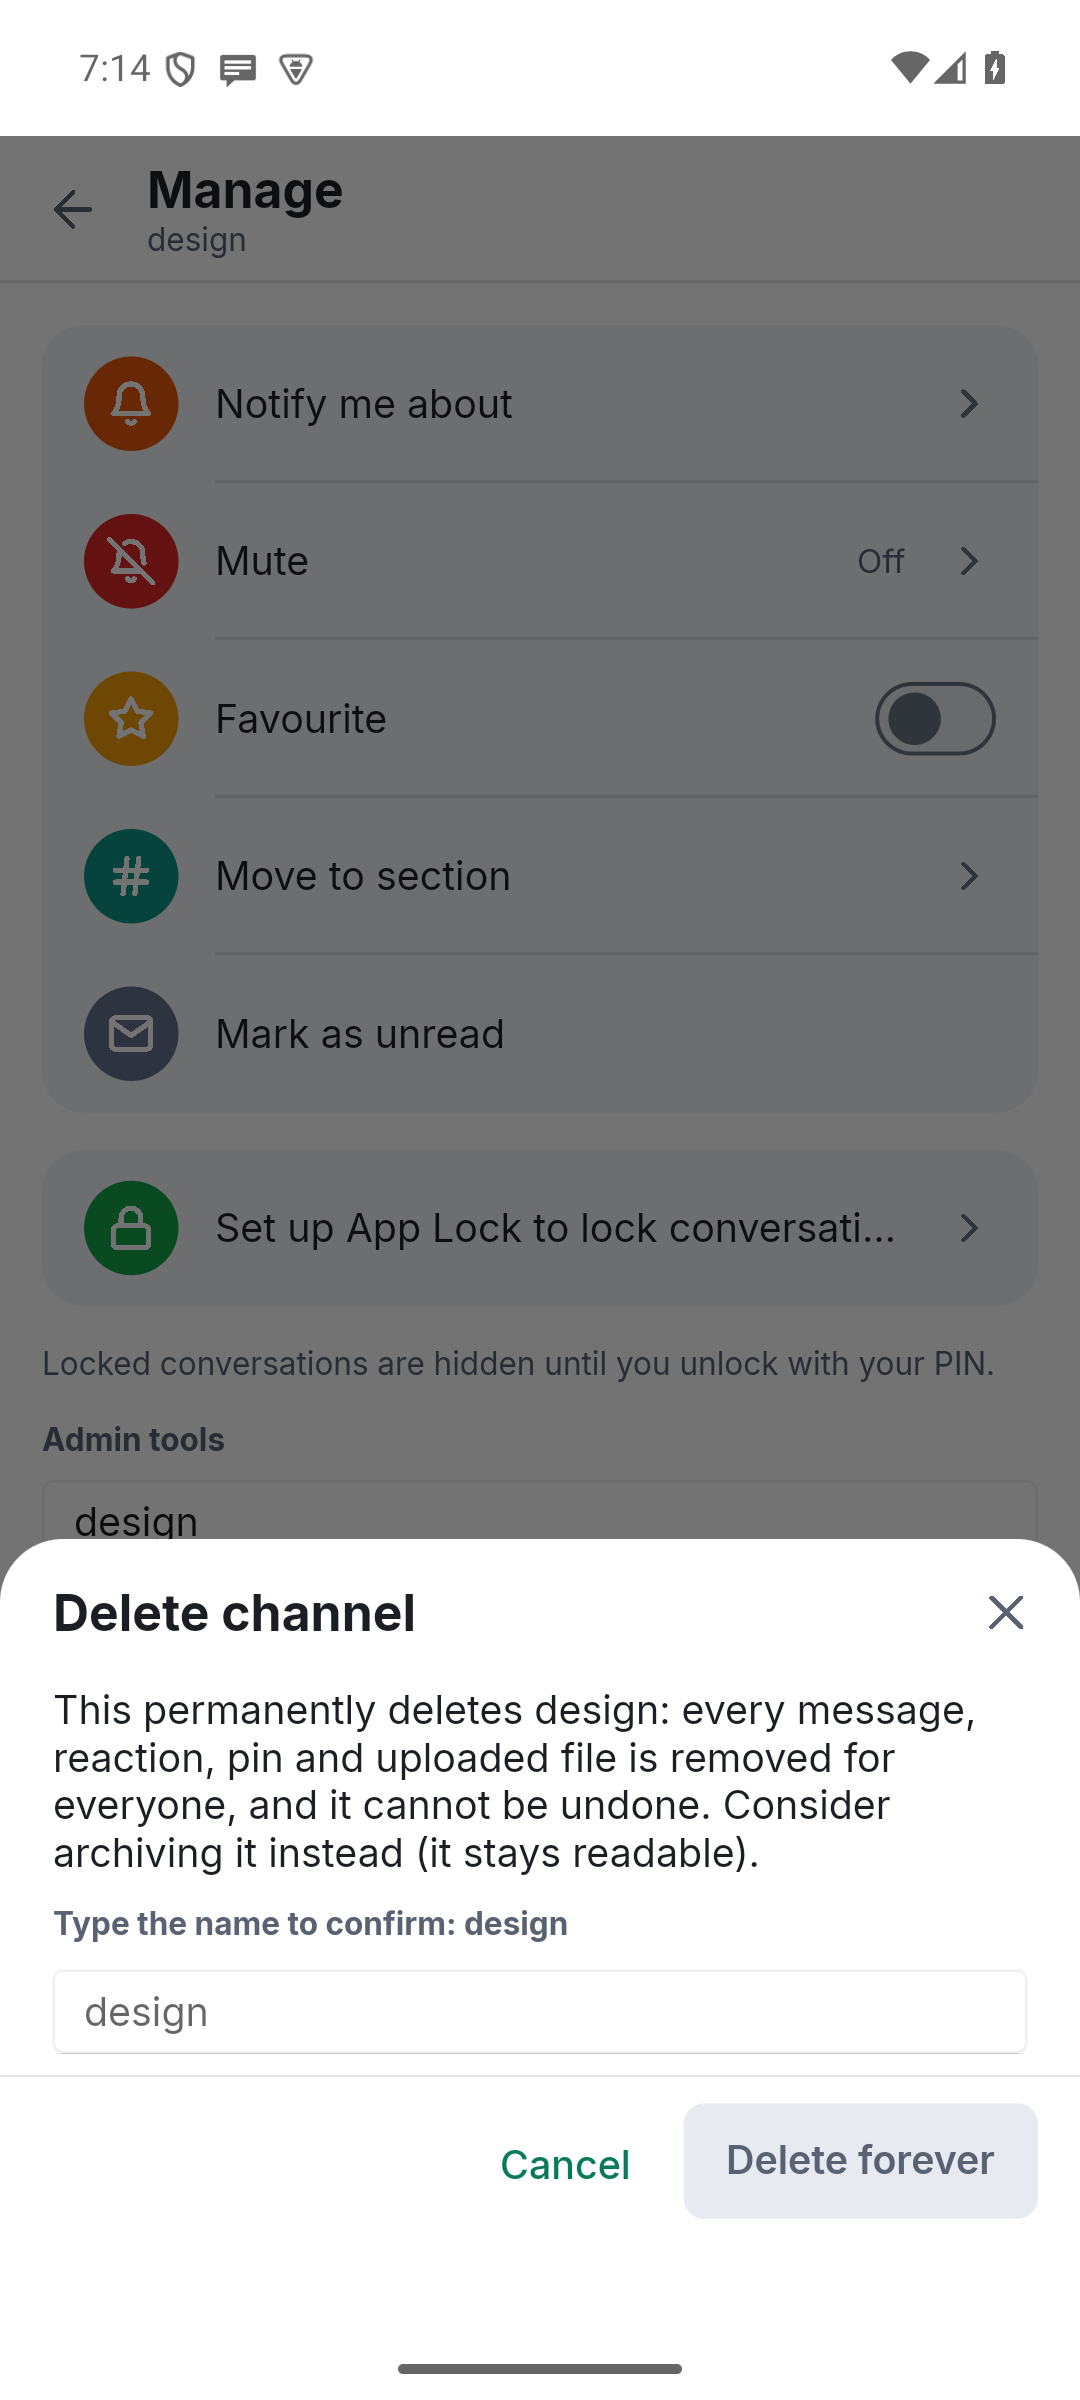 7:14
Manage
design
Notify me about
Mute
Off
Favourite
Move to section
Mark as unread
Set up App Lock to lock conversati...
Locked conversations are hidden until you unlock with your PIN.
Admin tools
design
Delete channel
This permanently deletes design: every message,
reaction, pin and uploaded file is removed for
everyone, and it cannot be undone. Consider
archiving it instead (it stays readable).
Type the name to confirm: design
design
Cancel
Delete forever